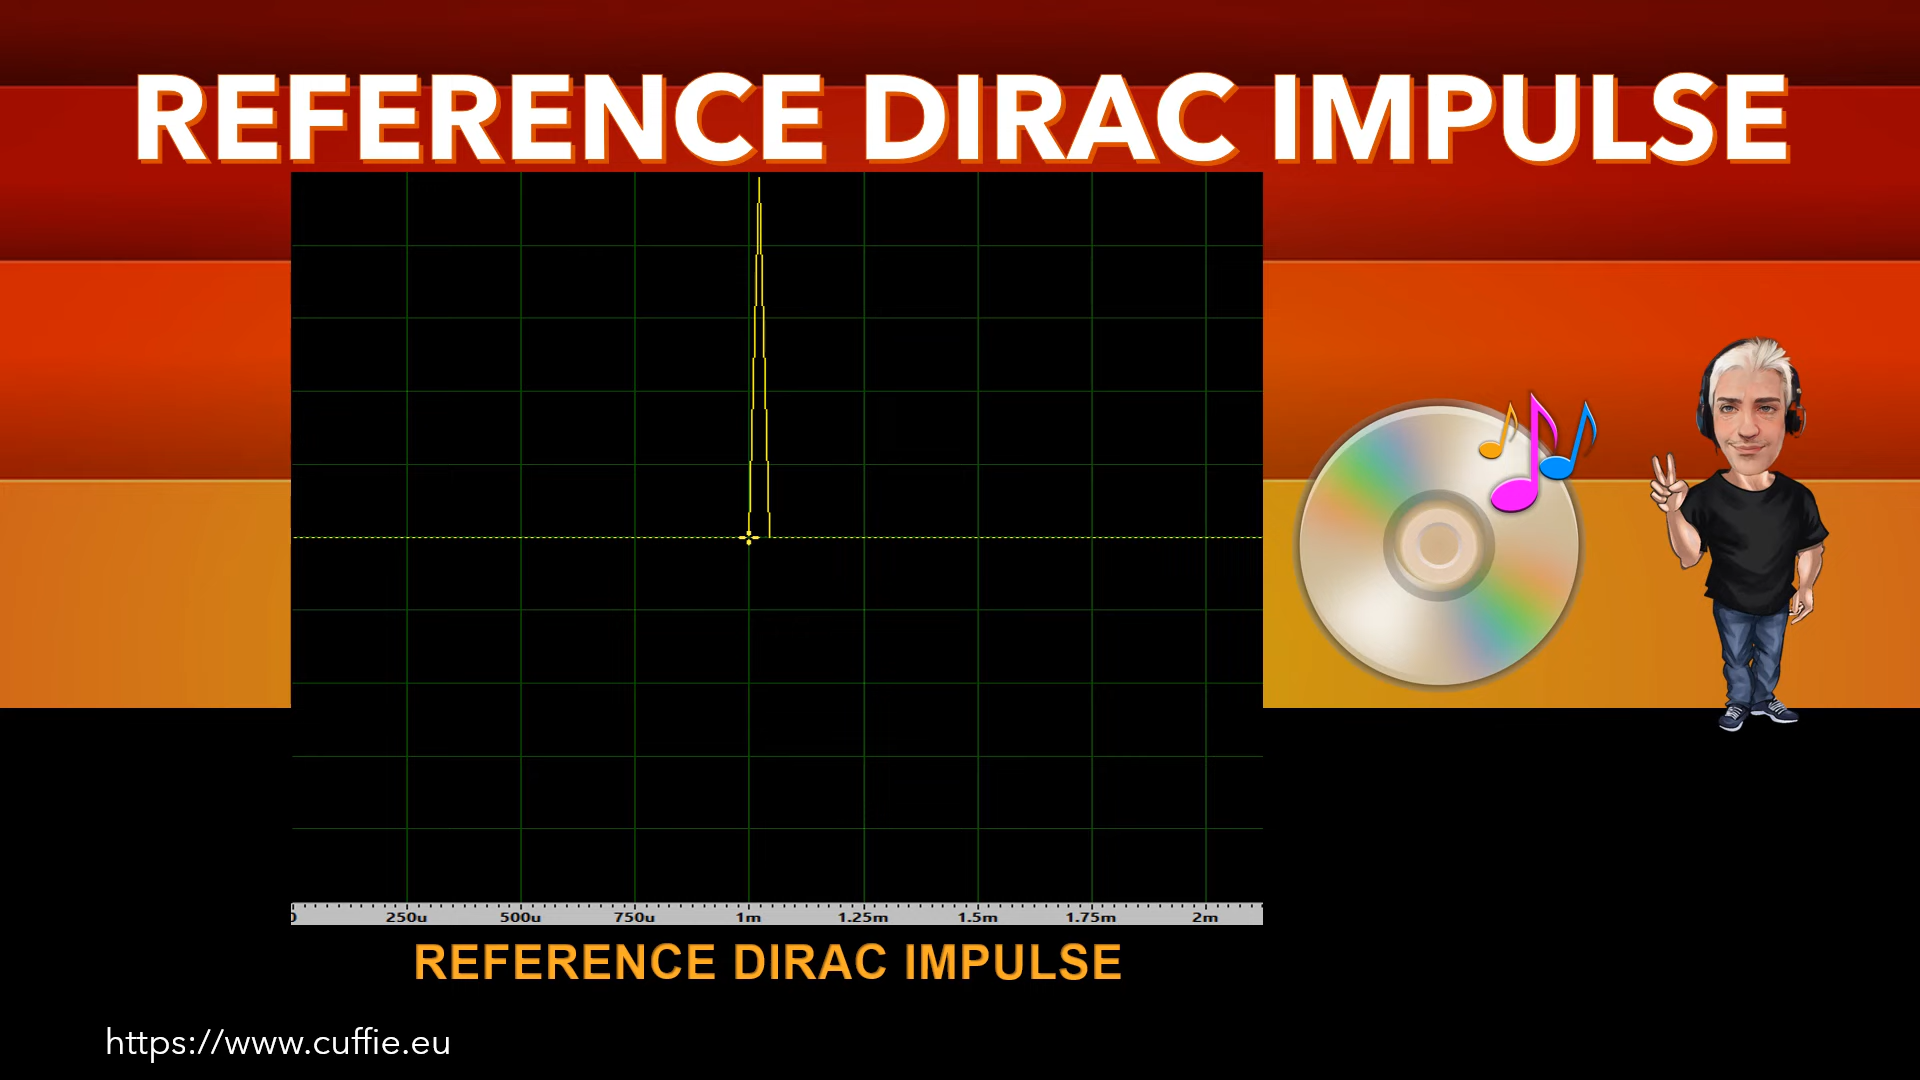 REFERENCE DIRAC IMPULSE
0 250u 500u 750u 1m 1.25m 1.5m 1.75m 2m
REFERENCE DIRAC IMPULSE
https://www.cuffie.eu